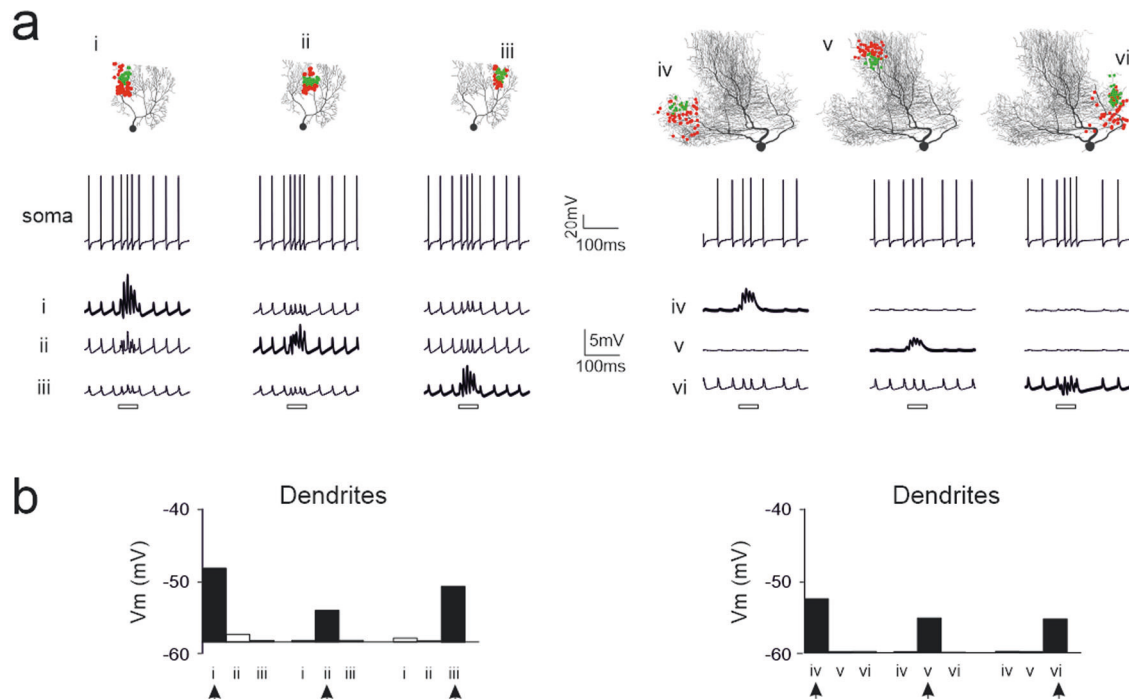 a
i
ii
iii
iv
v
vi
soma
20mV
100ms
i
ii
iii
5mV
100ms
iv
v
vi
b
Dendrites
Vm (mV)
-40
-50
-60
i ii iii i ii iii i ii iii
Dendrites
Vm (mV)
-40
-50
-60
iv v vi iv v vi iv v vi